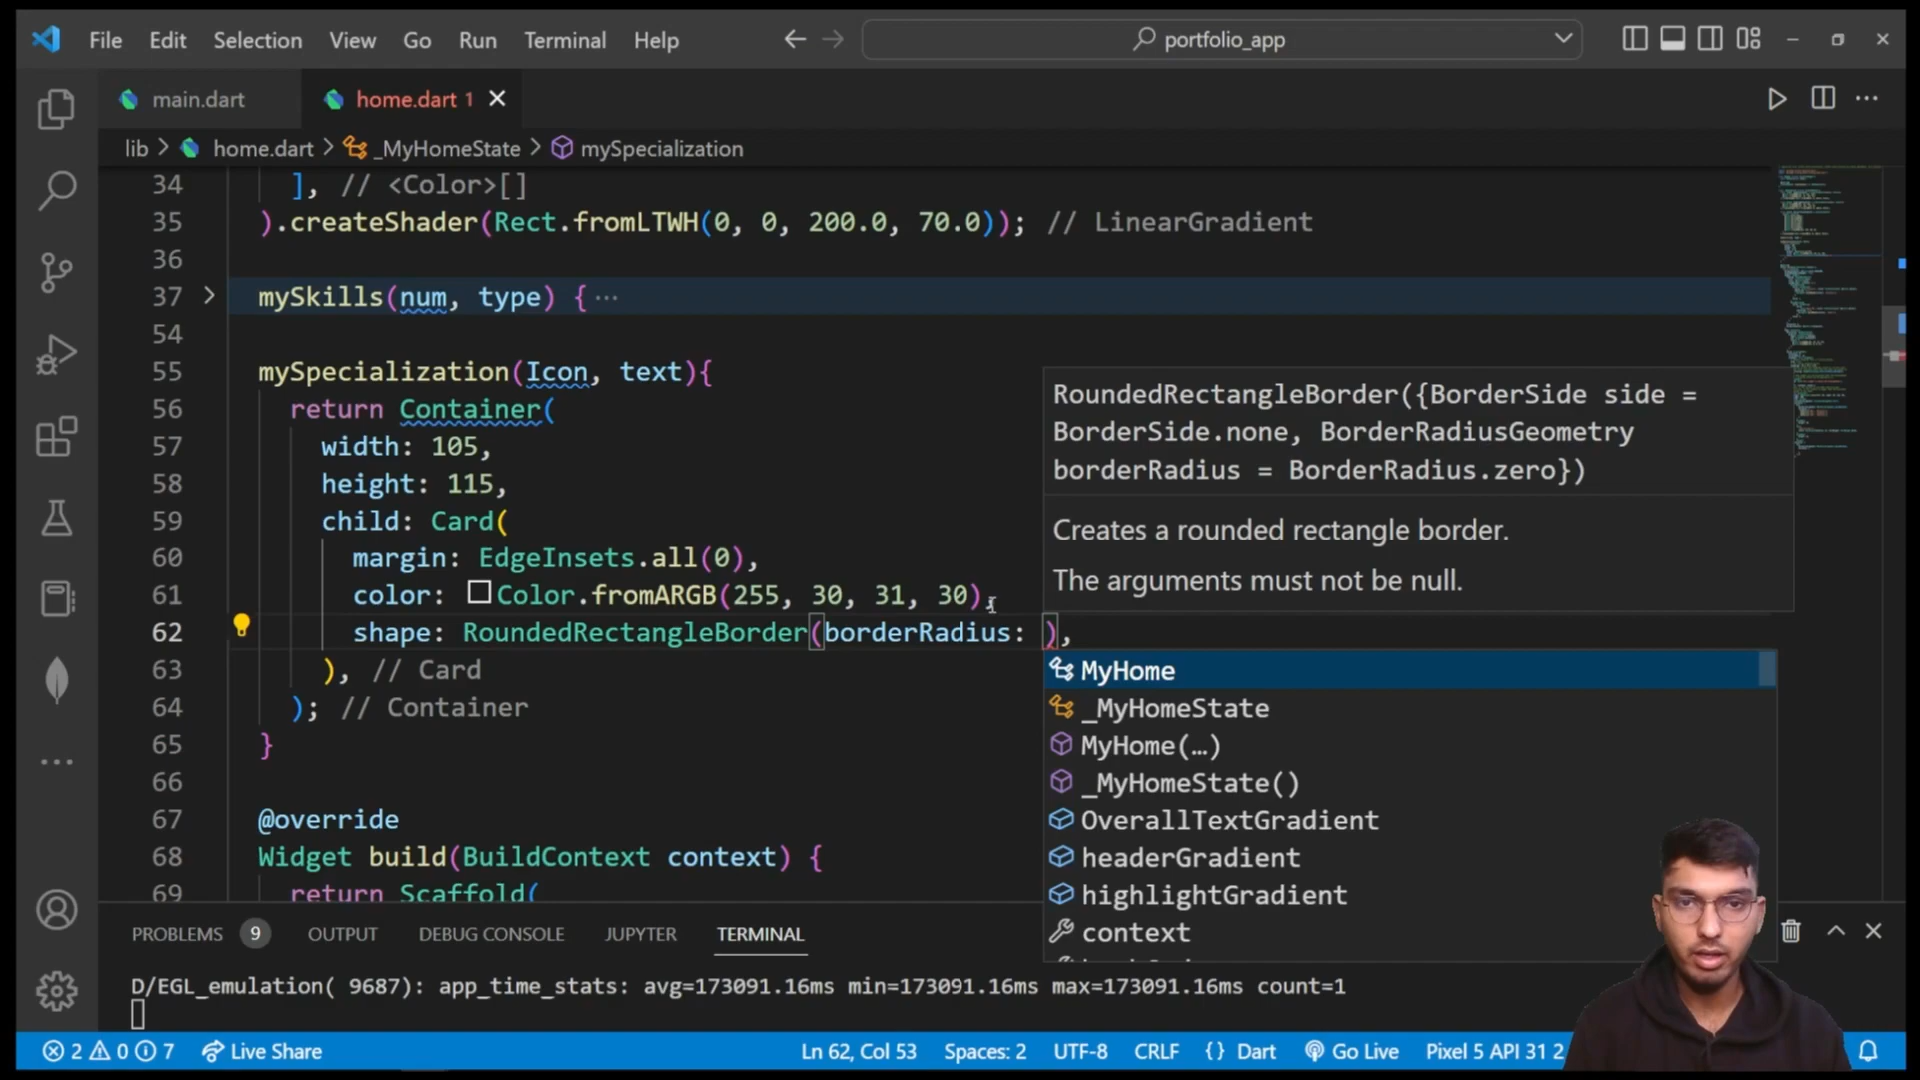 File Edit Selection View Go Run Terminal Help portfolio_app
main.dart home.dart 1
lib > home.dart > _MyHomeState > mySpecialization
34 ], // <Color>[]
35 ).createShader(Rect.fromLTWH(0, 0, 200.0, 70.0)); // LinearGradient
36
37 mySkills(num, type) { ...
54
55 mySpecialization(Icon, text){
56 return Container(
57 width: 105,
58 height: 115,
59 child: Card(
60 margin: EdgeInsets.all(0),
61 color: Color.fromARGB(255, 30, 31, 30),
62 shape: RoundedRectangleBorder(borderRadius: ),
63 ), // Card
64 ); // Container
65 }
66
67 @override
68 Widget build(BuildContext context) {
69 return Scaffold(
RoundedRectangleBorder({BorderSide side =
BorderSide.none, BorderRadiusGeometry
borderRadius = BorderRadius.zero})
Creates a rounded rectangle border.
The arguments must not be null.
MyHome
_MyHomeState
MyHome(…)
_MyHomeState()
OverallTextGradient
headerGradient
highlightGradient
context
PROBLEMS 9 OUTPUT DEBUG CONSOLE JUPYTER TERMINAL
D/EGL_emulation( 9687): app_time_stats: avg=173091.16ms min=173091.16ms max=173091.16ms count=1
2 0 7 Live Share Ln 62, Col 53 Spaces: 2 UTF-8 CRLF {} Dart Go Live Pixel 5 API 31 2